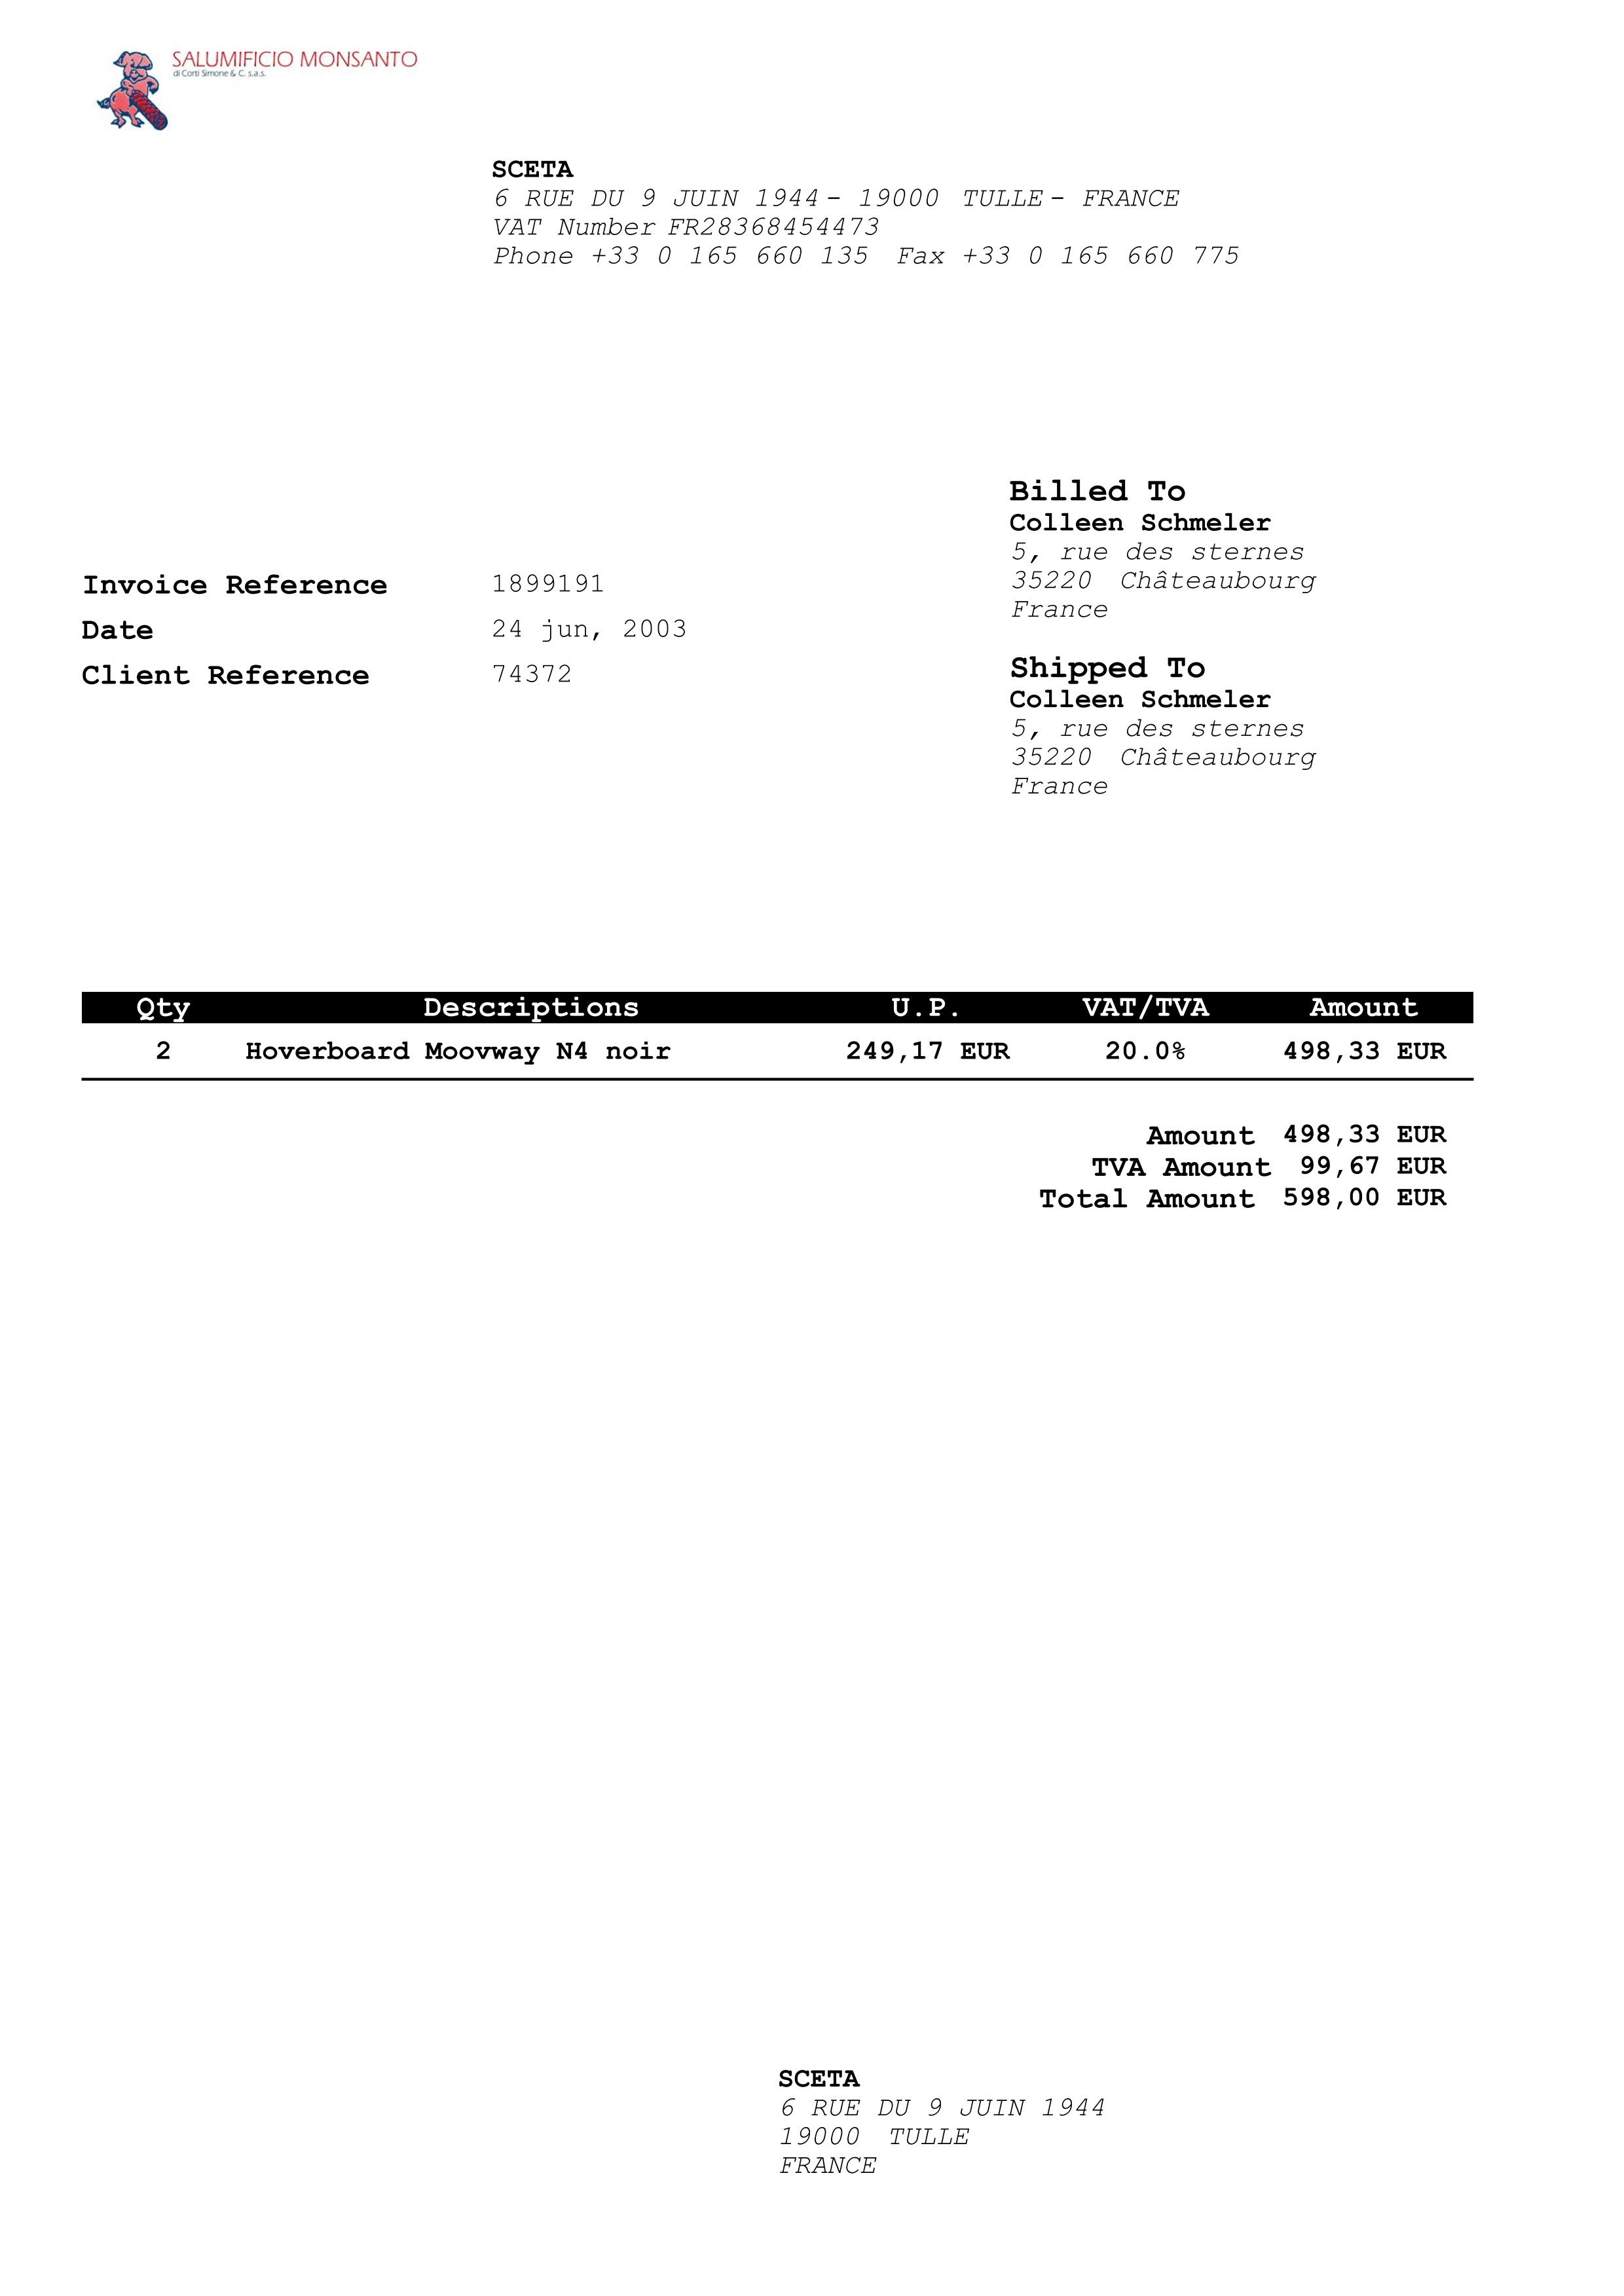 SALUMIFICIO MONSANTO
di Corti Simone & C. s.a.s.
SCETA
6 RUE DU 9 JUIN 1944 - 19000 TULLE - FRANCE
VAT Number FR28368454473
Phone +33 0 165 660 135 Fax +33 0 165 660 775
Billed To
Colleen Schmeler
5, rue des sternes
35220 Châteaubourg
France
Invoice Reference 1899191
Date 24 jun, 2003
Client Reference 74372
Shipped To
Colleen Schmeler
5, rue des sternes
35220 Châteaubourg
France
Qty Descriptions U.P. VAT/TVA Amount
2 Hoverboard Moovway N4 noir 249,17 EUR 20.0% 498,33 EUR
Amount 498,33 EUR
TVA Amount 99,67 EUR
Total Amount 598,00 EUR
SCETA
6 RUE DU 9 JUIN 1944
19000 TULLE
FRANCE